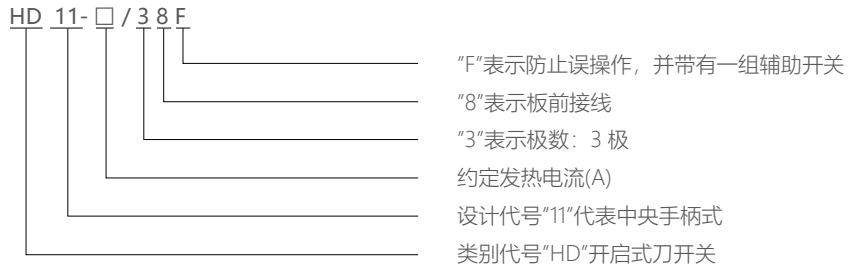 HD 11-□/38F
"F"表示防止误操作，并带有一组辅助开关
"8"表示板前接线
"3"表示极数：3 极
约定发热电流(A)
设计代号"11"代表中央手柄式
类别代号"HD"开启式刀开关